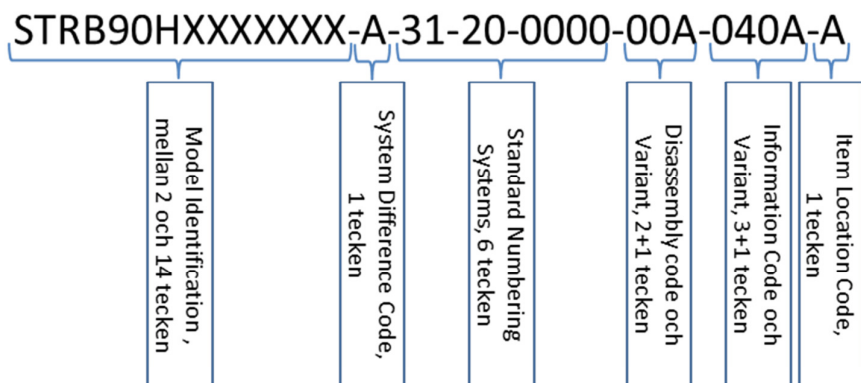 STRB90HXXXXXXX-A-31-20-0000-00A-040A-A
Model Identification ,
mellan 2 och 14 tecken
System Difference Code,
1 tecken
Standard Numbering
Systems, 6 tecken
Disassembly code och
Variant, 2+1 tecken
Information Code och
Variant, 3+1 tecken
Item Location Code,
1 tecken